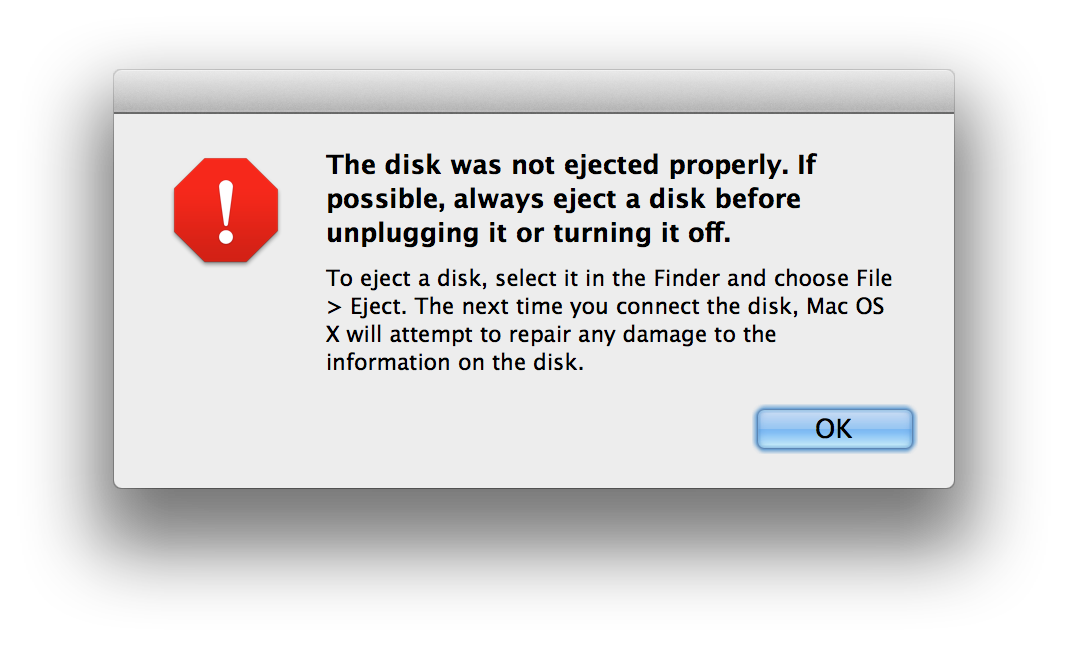 The disk was not ejected properly. If
possible, always eject a disk before
unplugging it or turning it off.
To eject a disk, select it in the Finder and choose File
> Eject. The next time you connect the disk, Mac OS
X will attempt to repair any damage to the
information on the disk.
OK